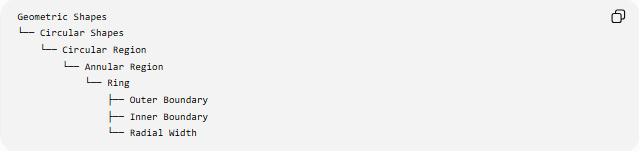 Geometric Shapes
└── Circular Shapes
    └── Circular Region
        └── Annular Region
            └── Ring
                ├── Outer Boundary
                ├── Inner Boundary
                └── Radial Width